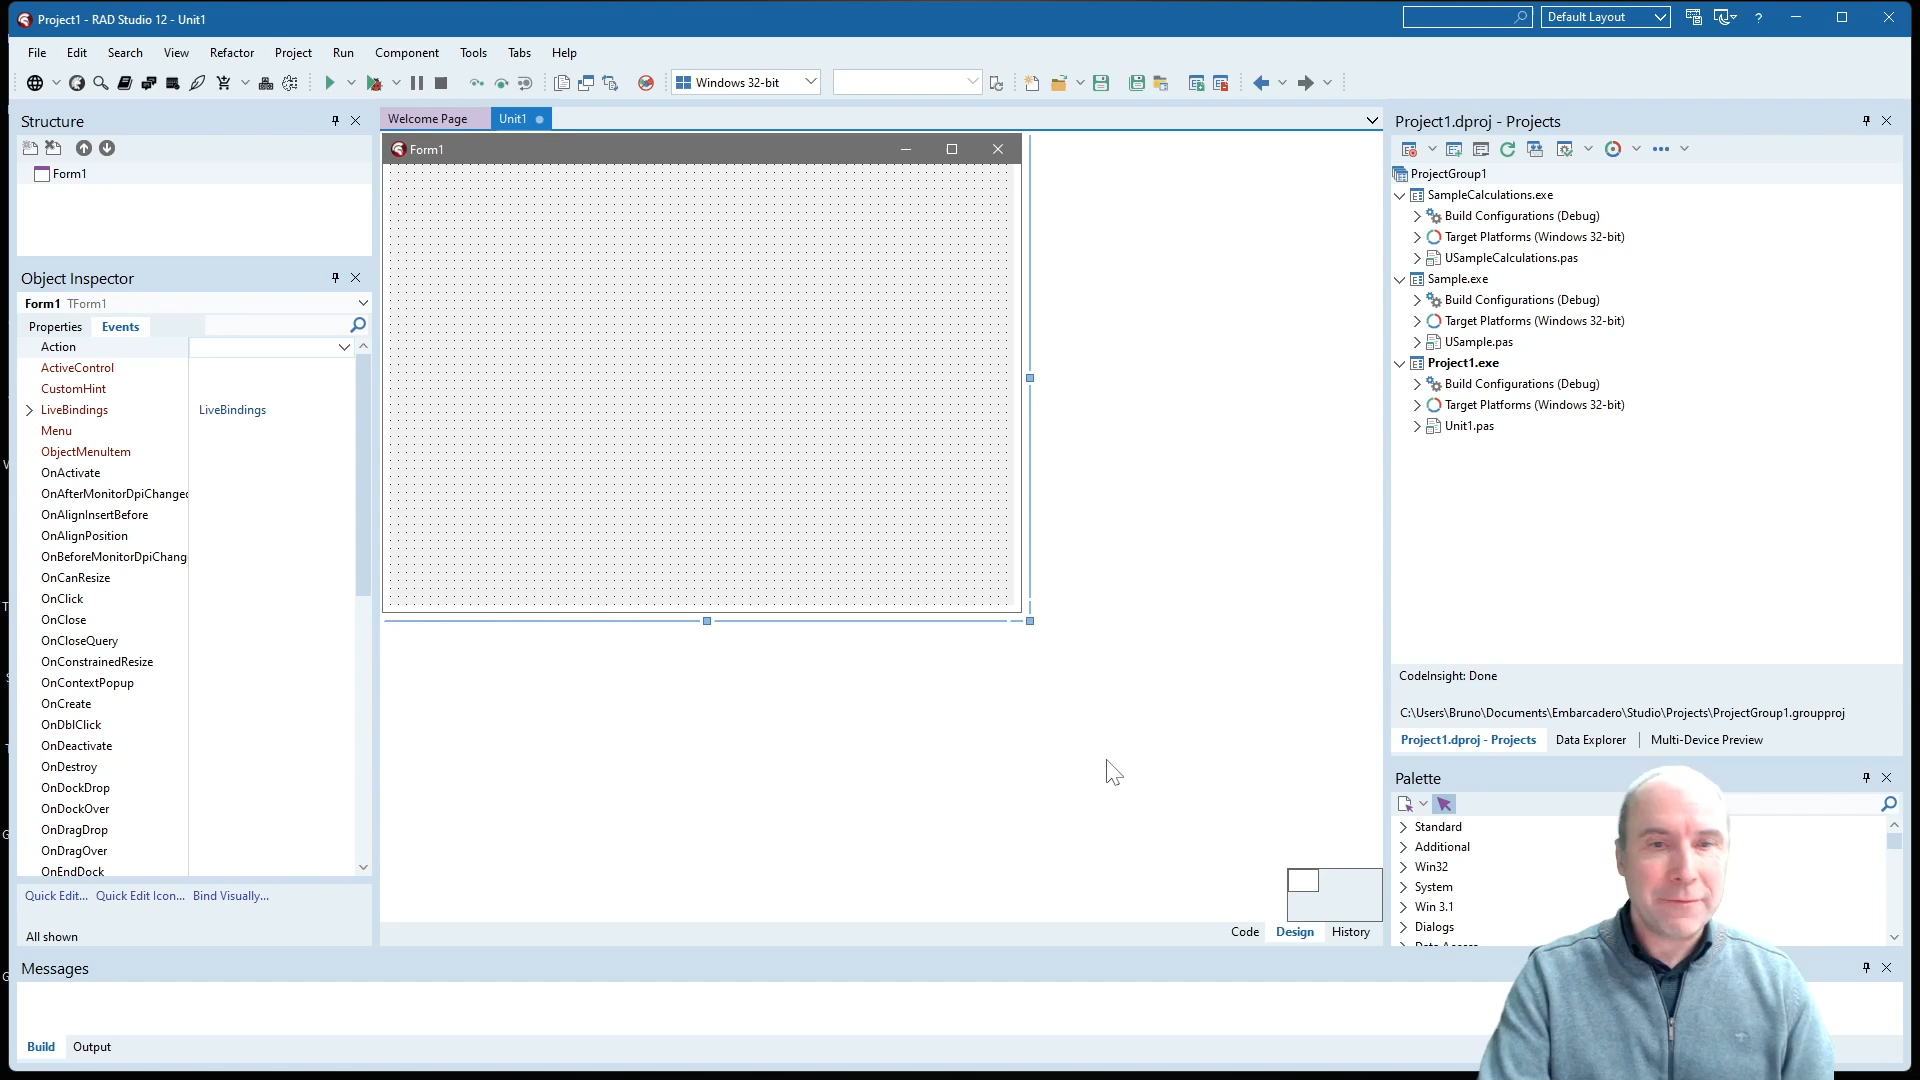 Project1 - RAD Studio 12 - Unit1
Default Layout
?
File Edit Search View Refactor Project Run Component Tools Tabs Help
Windows 32-bit
Structure
Form1
Object Inspector
Form1 TForm1
Properties Events
Action
ActiveControl
CustomHint
LiveBindings LiveBindings
Menu
ObjectMenuItem
OnActivate
OnAfterMonitorDpiChanged
OnAlignInsertBefore
OnAlignPosition
OnBeforeMonitorDpiChang
OnCanResize
OnClick
OnClose
OnCloseQuery
OnConstrainedResize
OnContextPopup
OnCreate
OnDblClick
OnDeactivate
OnDestroy
OnDockDrop
OnDockOver
OnDragDrop
OnDragOver
OnEndDock
Quick Edit... Quick Edit Icon... Bind Visually...
All shown
Welcome Page Unit1
Form1
Code Design History
Project1.dproj - Projects
ProjectGroup1
SampleCalculations.exe
Build Configurations (Debug)
Target Platforms (Windows 32-bit)
USampleCalculations.pas
Sample.exe
Build Configurations (Debug)
Target Platforms (Windows 32-bit)
USample.pas
Project1.exe
Build Configurations (Debug)
Target Platforms (Windows 32-bit)
Unit1.pas
CodeInsight: Done
C:\Users\Bruno\Documents\Embarcadero\Studio\Projects\ProjectGroup1.groupproj
Project1.dproj - Projects Data Explorer Multi-Device Preview
Palette
Standard
Additional
Win32
System
Win 3.1
Dialogs
Data Access
Messages
Build Output